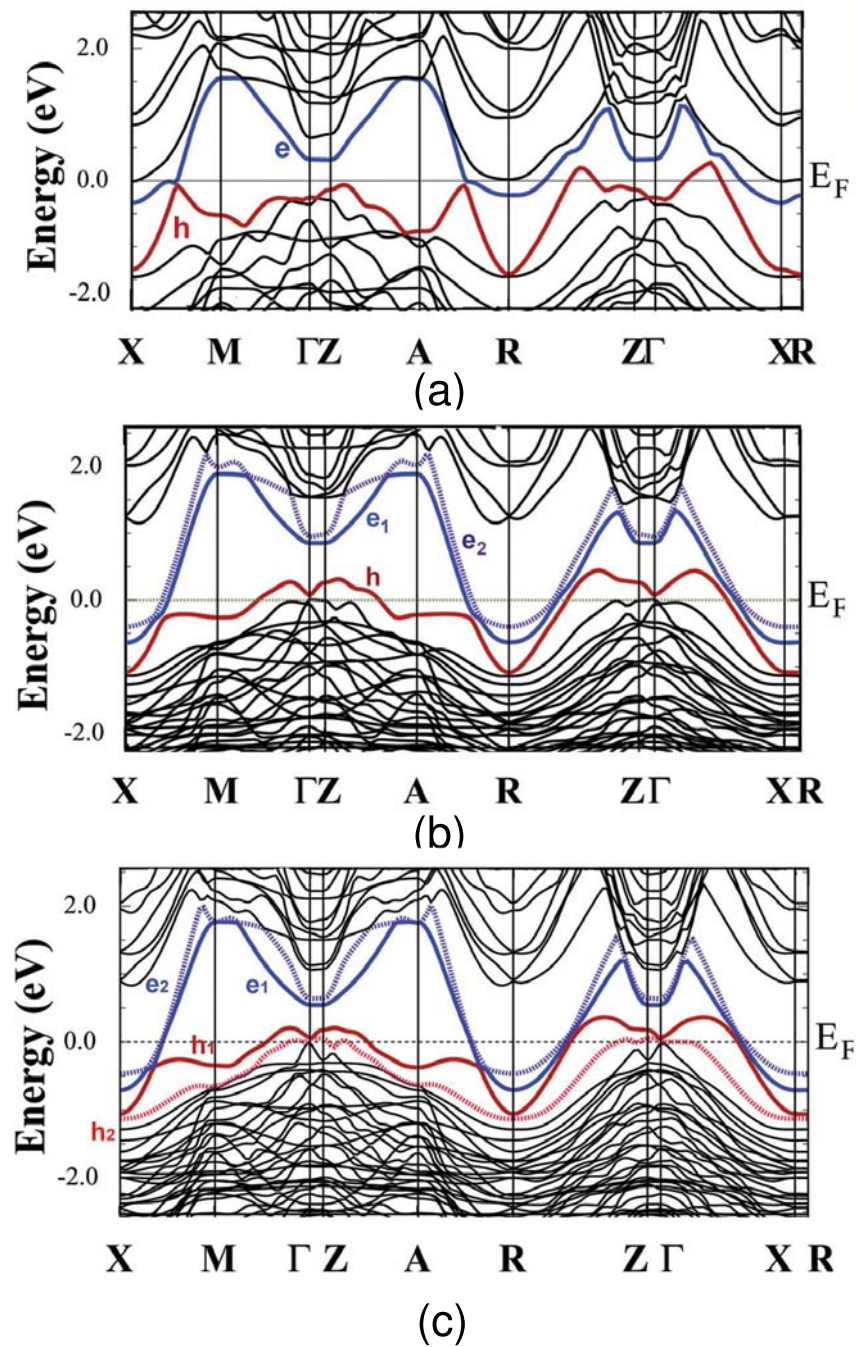 2.0
0.0
-2.0
Energy (eV)
e
h
E_F
X M ΓZ A R ZΓ XR
(a)
2.0
0.0
-2.0
Energy (eV)
e₁
e₂
h
E_F
X M ΓZ A R ZΓ XR
(b)
2.0
0.0
-2.0
Energy (eV)
e₂
e₁
h₁
h₂
E_F
X M Γ Z A R Z Γ X R
(c)